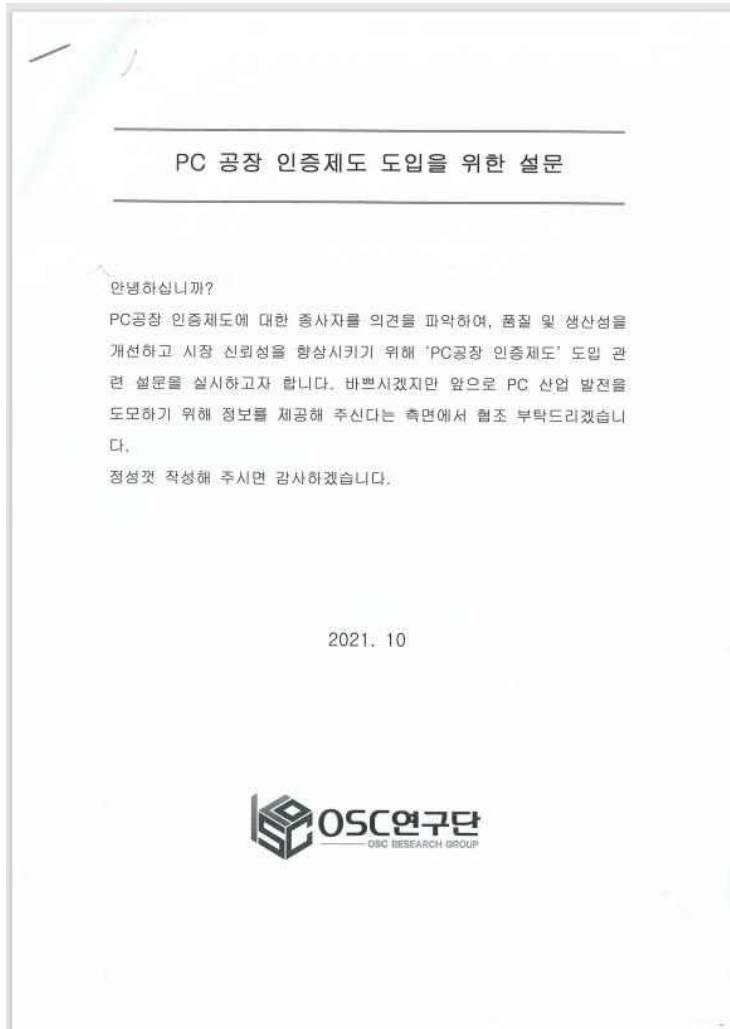 PC 공장 인증제도 도입을 위한 설문
안녕하십니까?
PC공장 인증제도에 대한 종사자를 의견을 파악하여, 품질 및 생산성을
개선하고 시장 신뢰성을 향상시키기 위해 'PC공장 인증제도' 도입 관
련 설문을 실시하고자 합니다. 바쁘시겠지만 앞으로 PC 산업 발전을
도모하기 위해 정보를 제공해 주신다는 측면에서 협조 부탁드리겠습니
다.
정성껏 작성해 주시면 감사하겠습니다.
2021. 10
OSC연구단
OSC RESEARCH GROUP